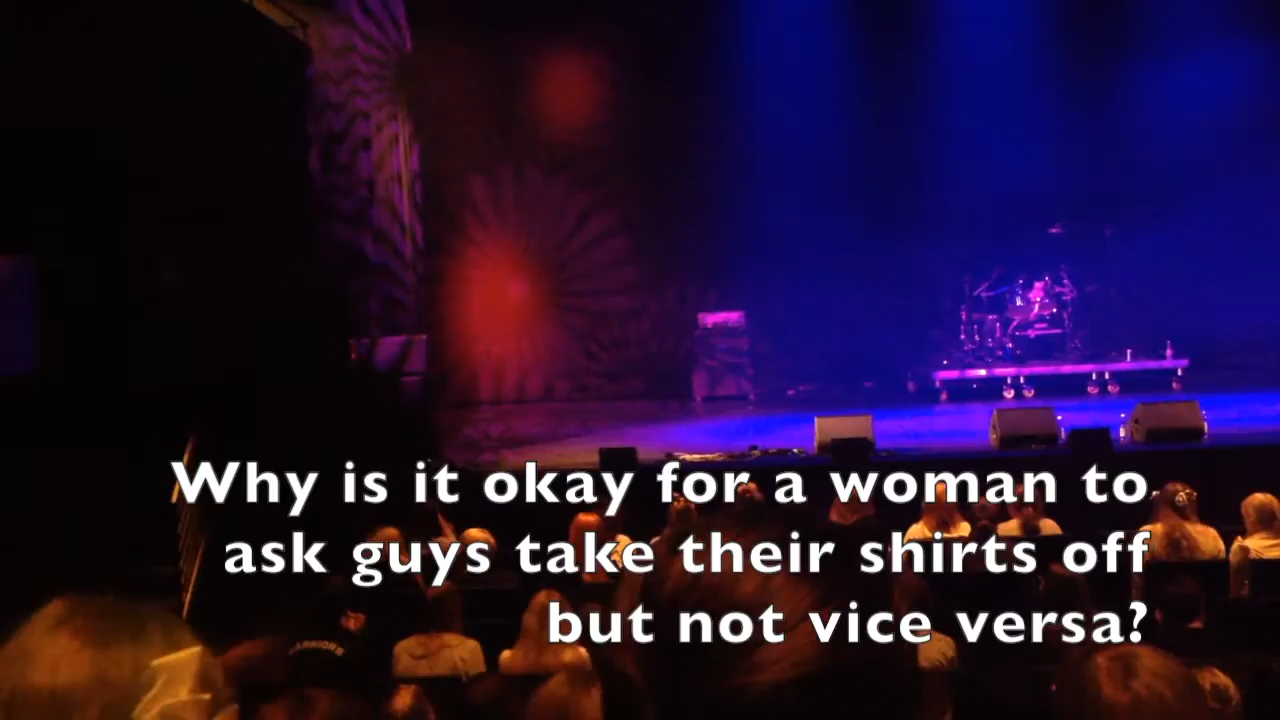 Why is it okay for a woman to
ask guys take their shirts off
but not vice versa?